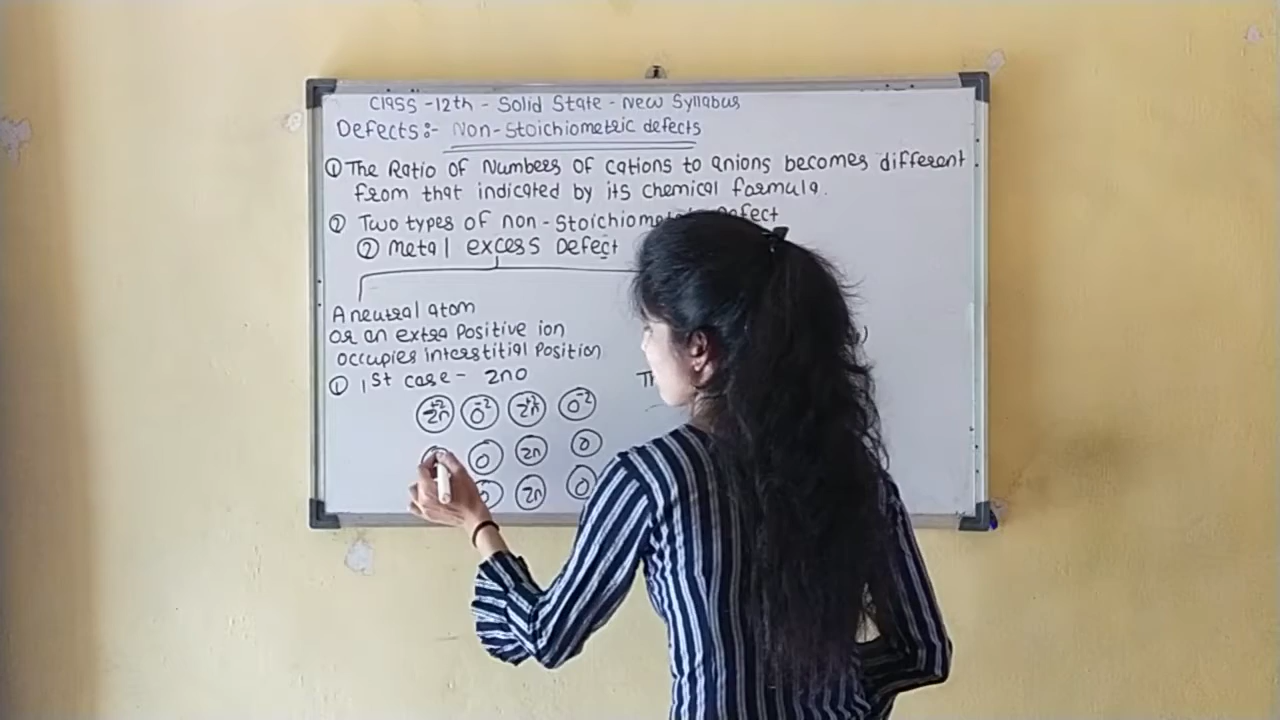 Class -12th - Solid State - New Syllabus
Defects:- Non-Stoichiometric defects
① The Ratio of Numbers of cations to anions becomes different
from that indicated by its chemical formula.
② Two types of non-Stoichiomet defect
② Metal excess Defect
A neutral atom
or an extra Positive ion
occupies interstitial Position
① 1st case - ZnO
Zn+2 O-2 Zn+2 O-2
O Zn O
O Zn O